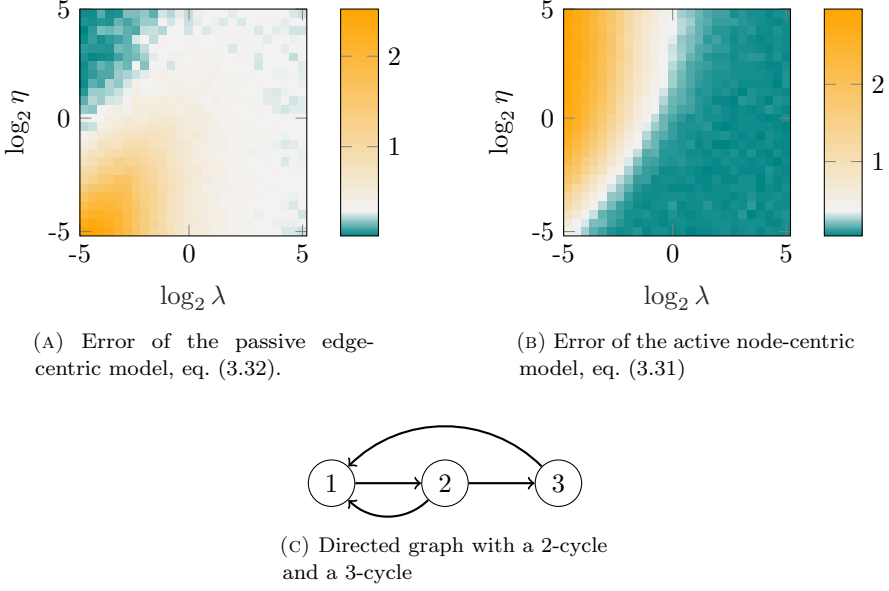 5
0
-5
-5
0
5
log₂ η
log₂ λ
2
1
5
0
-5
-5
0
5
log₂ η
log₂ λ
2
1
(A) Error of the passive edge-
centric model, eq. (3.32).
(B) Error of the active node-centric
model, eq. (3.31)
1
2
3
(C) Directed graph with a 2-cycle
and a 3-cycle